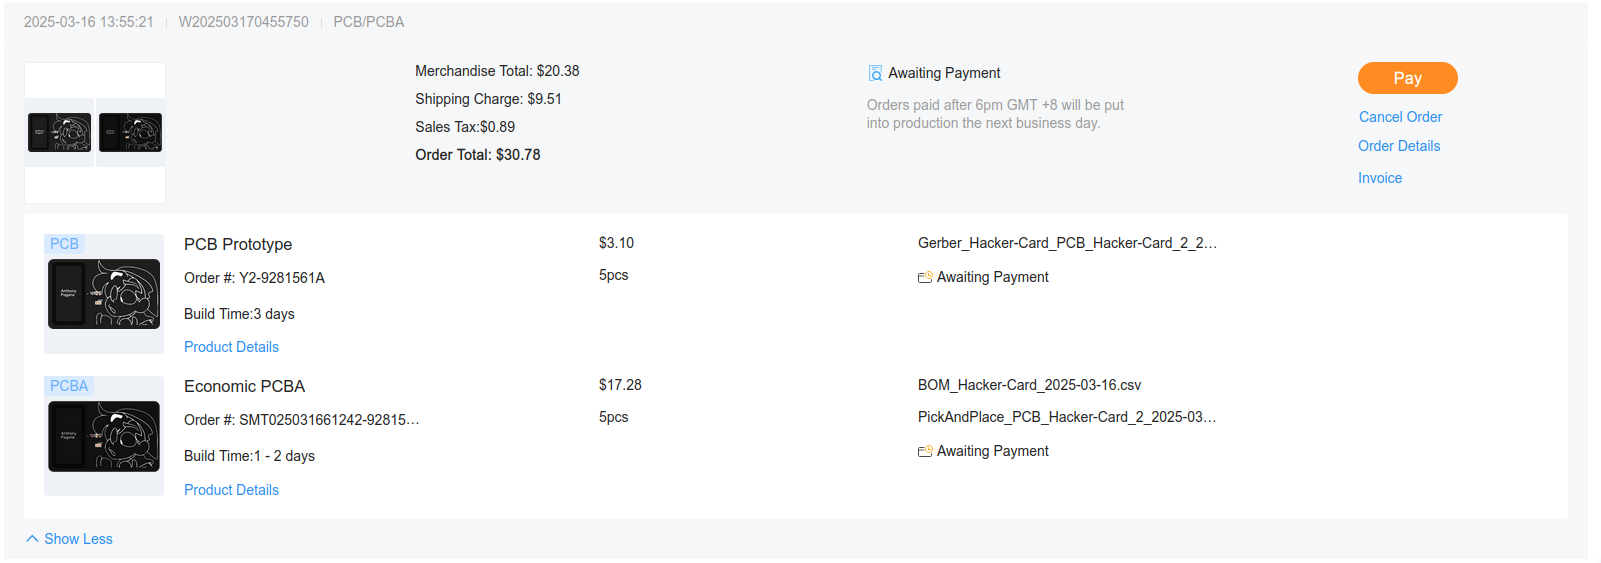 2025-03-16 13:55:21 W202503170455750 PCB/PCBA
Merchandise Total: $20.38
Shipping Charge: $9.51
Sales Tax:$0.89
Order Total: $30.78
Awaiting Payment
Orders paid after 6pm GMT +8 will be put
into production the next business day.
Pay
Cancel Order
Order Details
Invoice
PCB
Anthony
Pagane
PCB Prototype
Order #: Y2-9281561A
Build Time:3 days
Product Details
$3.10
5pcs
Gerber_Hacker-Card_PCB_Hacker-Card_2_2…
Awaiting Payment
PCBA
Anthony
Pagane
Economic PCBA
Order #: SMT025031661242-92815…
Build Time:1 - 2 days
Product Details
$17.28
5pcs
BOM_Hacker-Card_2025-03-16.csv
PickAndPlace_PCB_Hacker-Card_2_2025-03…
Awaiting Payment
Show Less